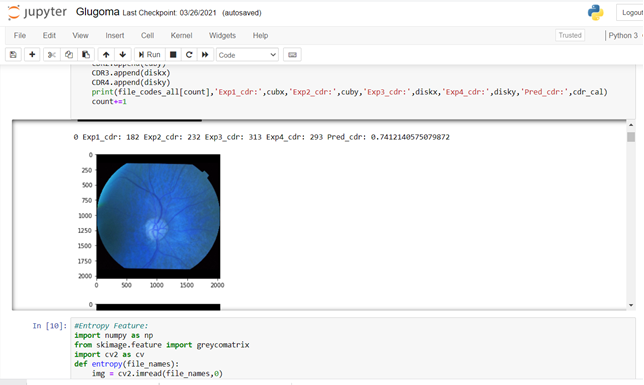 jupyter Glugoma Last Checkpoint: 03/26/2021 (autosaved)
Logout
File Edit View Insert Cell Kernel Widgets Help
Trusted Python 3
Run Code
CDR2.append(cuby)
CDR3.append(diskx)
CDR4.append(disky)
print(file_codes_all[count],'Exp1_cdr:',cubx,'Exp2_cdr:',cuby,'Exp3_cdr:',diskx,'Exp4_cdr:',disky,'Pred_cdr:',cdr_cal)
count+=1
0 Exp1_cdr: 182 Exp2_cdr: 232 Exp3_cdr: 313 Exp4_cdr: 293 Pred_cdr: 0.7412140575079872
0
250
500
750
1000
1250
1500
1750
2000
0 500 1000 1500 2000
0
In [10]: #Entropy Feature:
import numpy as np
from skimage.feature import greycomatrix
import cv2 as cv
def entropy(file_names):
img = cv2.imread(file_names,0)